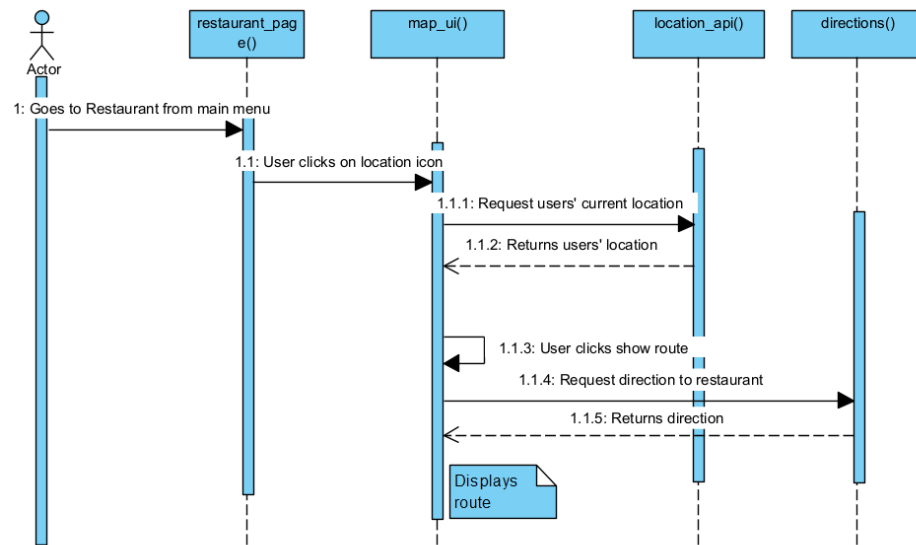 restaurant_pag
e()
map_ui()
location_api()
directions()
Actor
1: Goes to Restaurant from main menu
1.1: User clicks on location icon
1.1.1: Request users' current location
1.1.2: Returns users' location
1.1.3: User clicks show route
1.1.4: Request direction to restaurant
1.1.5: Returns direction
Displays
route